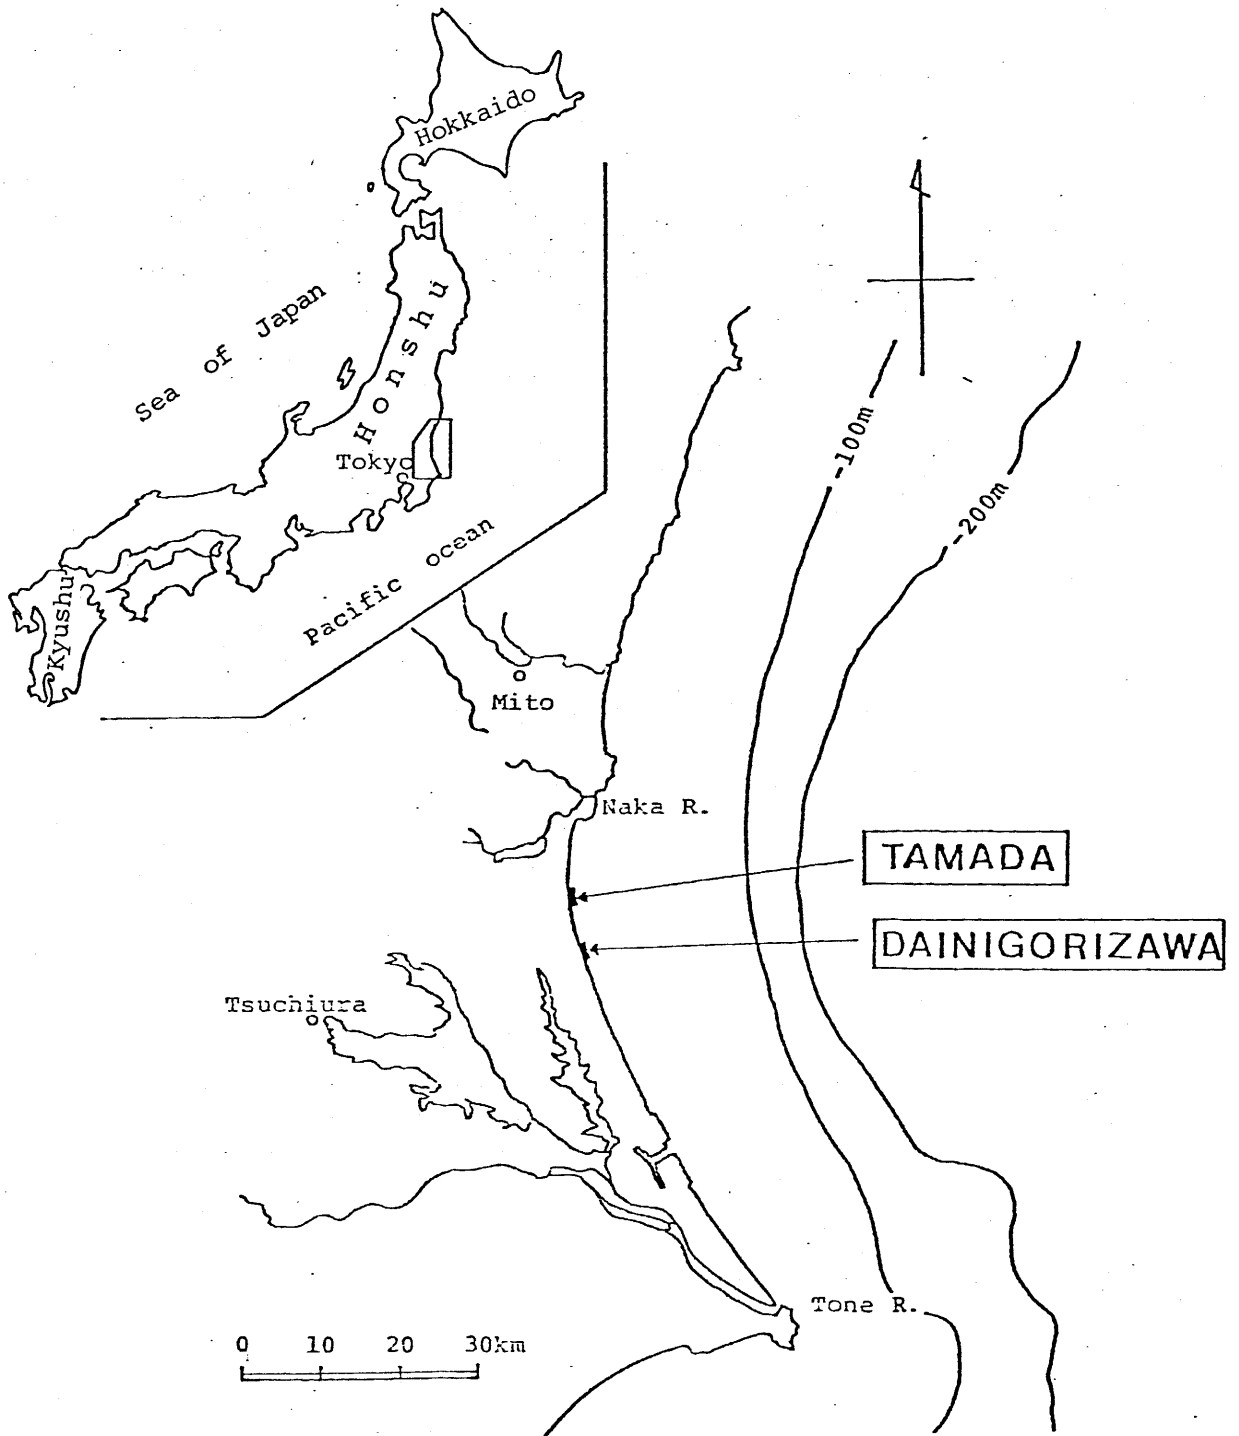 Hokkaido
Sea of Japan
Honshu
Tokyo
Pacific ocean
Kyushu
-100m
-200m
Mito
Naka R.
TAMADA
DAINIGORIZAWA
Tsuchiura
Tone R.
0 10 20 30km